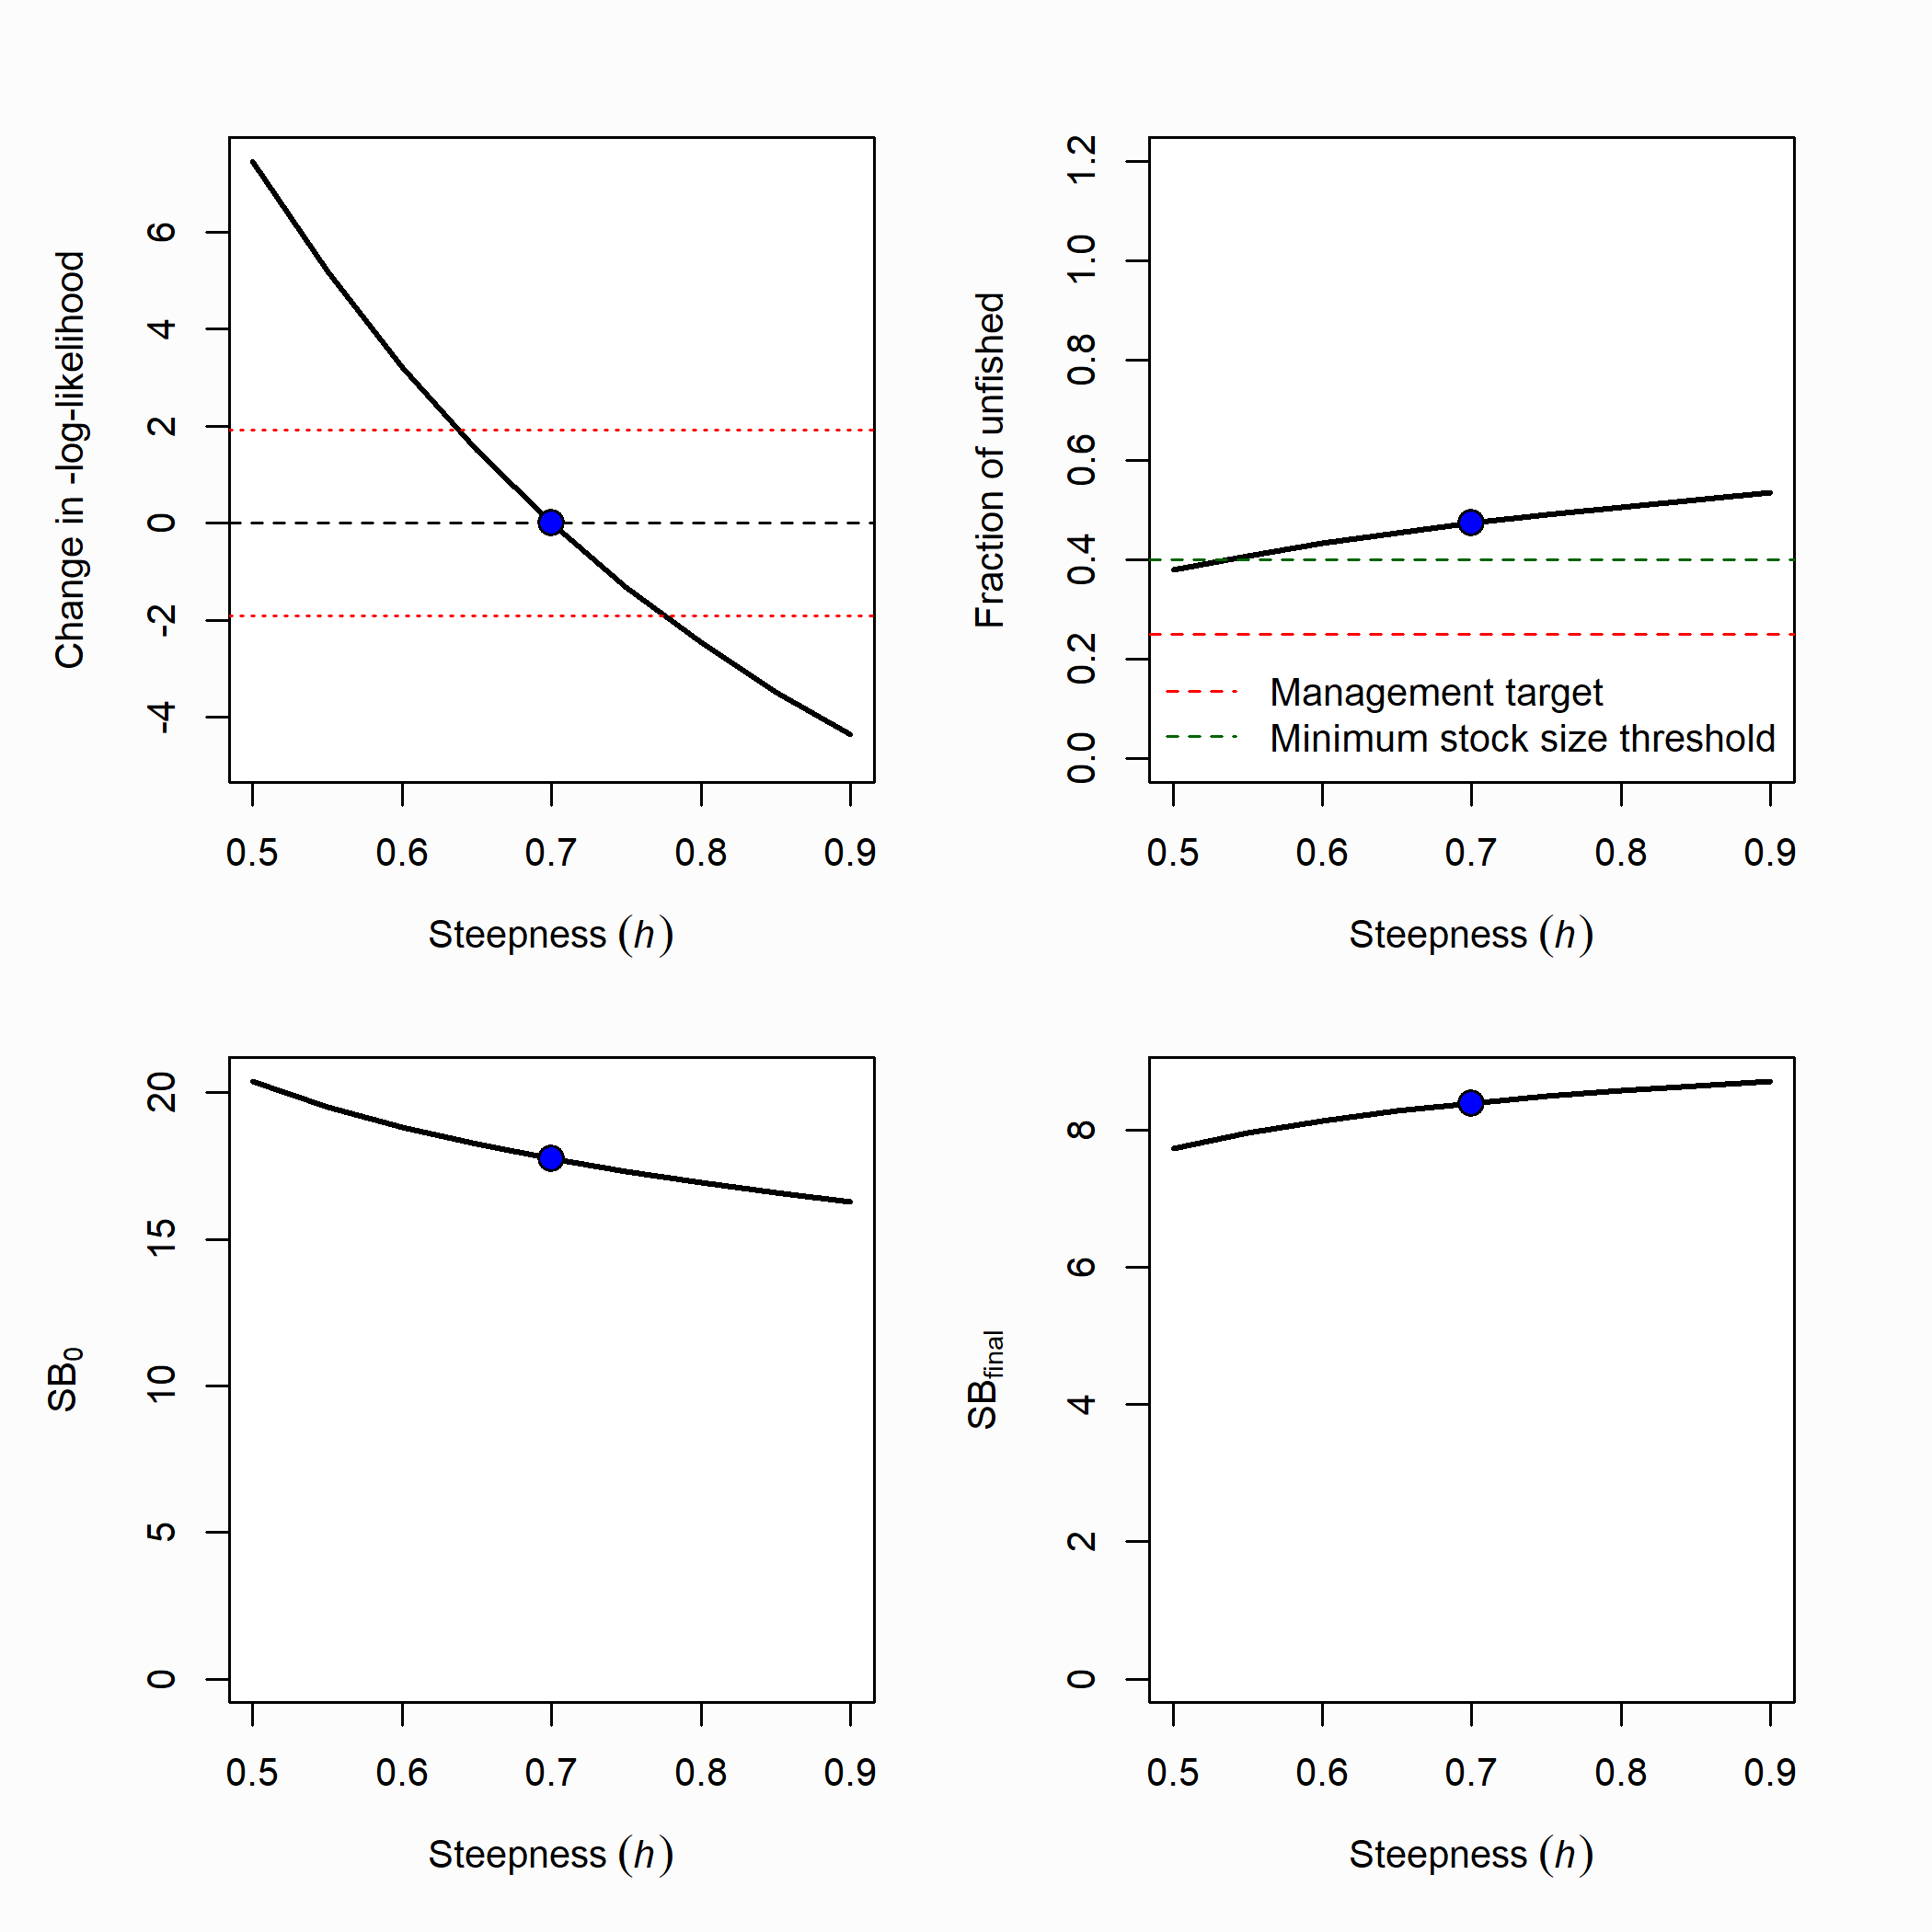 Change in -log-likelihood
6
4
2
0
-2
-4
0.5 0.6 0.7 0.8 0.9
Steepness (h)
Fraction of unfished
1.2
1.0
0.8
0.6
0.4
0.2
0.0
Management target
Minimum stock size threshold
0.5 0.6 0.7 0.8 0.9
Steepness (h)
SB0
20
15
10
5
0
0.5 0.6 0.7 0.8 0.9
Steepness (h)
SBfinal
8
6
4
2
0
0.5 0.6 0.7 0.8 0.9
Steepness (h)